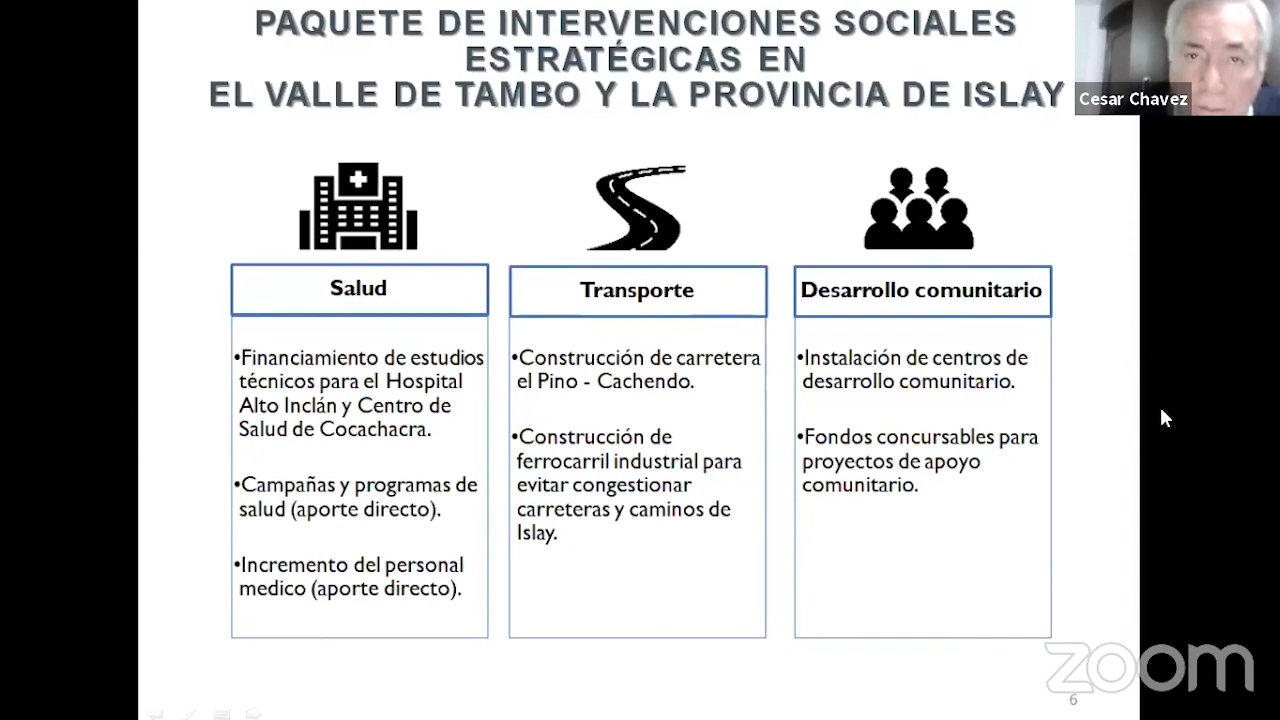 PAQUETE DE INTERVENCIONES SOCIALES
ESTRATÉGICAS EN
EL VALLE DE TAMBO Y LA PROVINCIA DE ISLAY
Cesar Chavez
Salud
•Financiamiento de estudios
técnicos para el Hospital
Alto Inclán y Centro de
Salud de Cocachacra.
•Campañas y programas de
salud (aporte directo).
•Incremento del personal
medico (aporte directo).
Transporte
•Construcción de carretera
el Pino - Cachendo.
•Construcción de
ferrocarril industrial para
evitar congestionar
carreteras y caminos de
Islay.
Desarrollo comunitario
•Instalación de centros de
desarrollo comunitario.
•Fondos concursables para
proyectos de apoyo
comunitario.
zoom
6